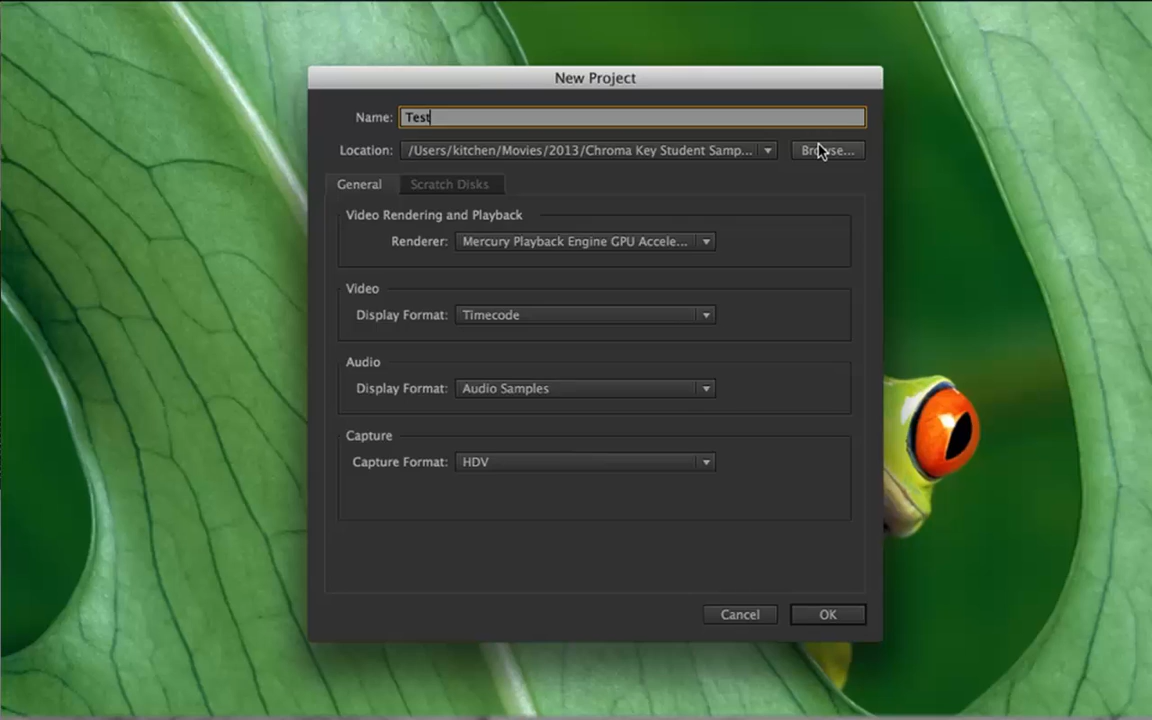 New Project
Name: Test
Location: /Users/kitchen/Movies/2013/Chroma Key Student Samp... Browse...
General Scratch Disks
Video Rendering and Playback
Renderer: Mercury Playback Engine GPU Accele...
Video
Display Format: Timecode
Audio
Display Format: Audio Samples
Capture
Capture Format: HDV
Cancel OK